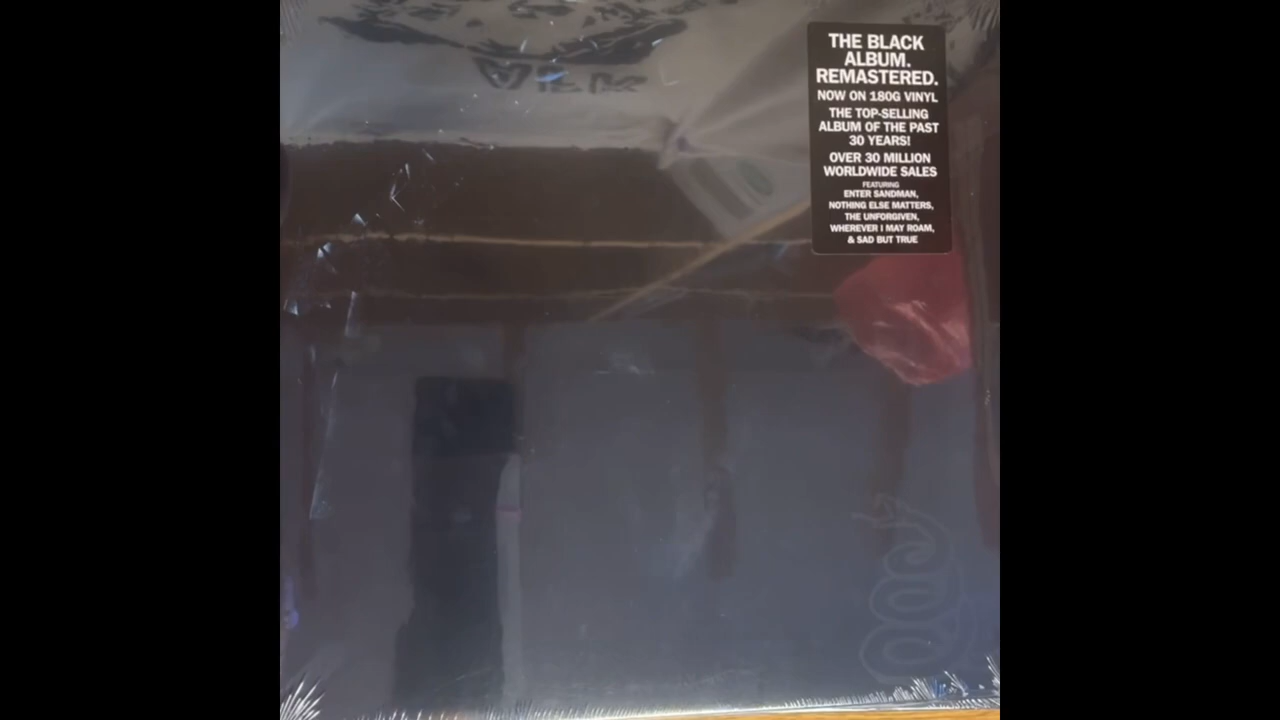 THE BLACK
ALBUM.
REMASTERED.
NOW ON 180G VINYL
THE TOP-SELLING
ALBUM OF THE PAST
30 YEARS!
OVER 30 MILLION
WORLDWIDE SALES
FEATURING
ENTER SANDMAN,
NOTHING ELSE MATTERS,
THE UNFORGIVEN,
WHEREVER I MAY ROAM,
& SAD BUT TRUE